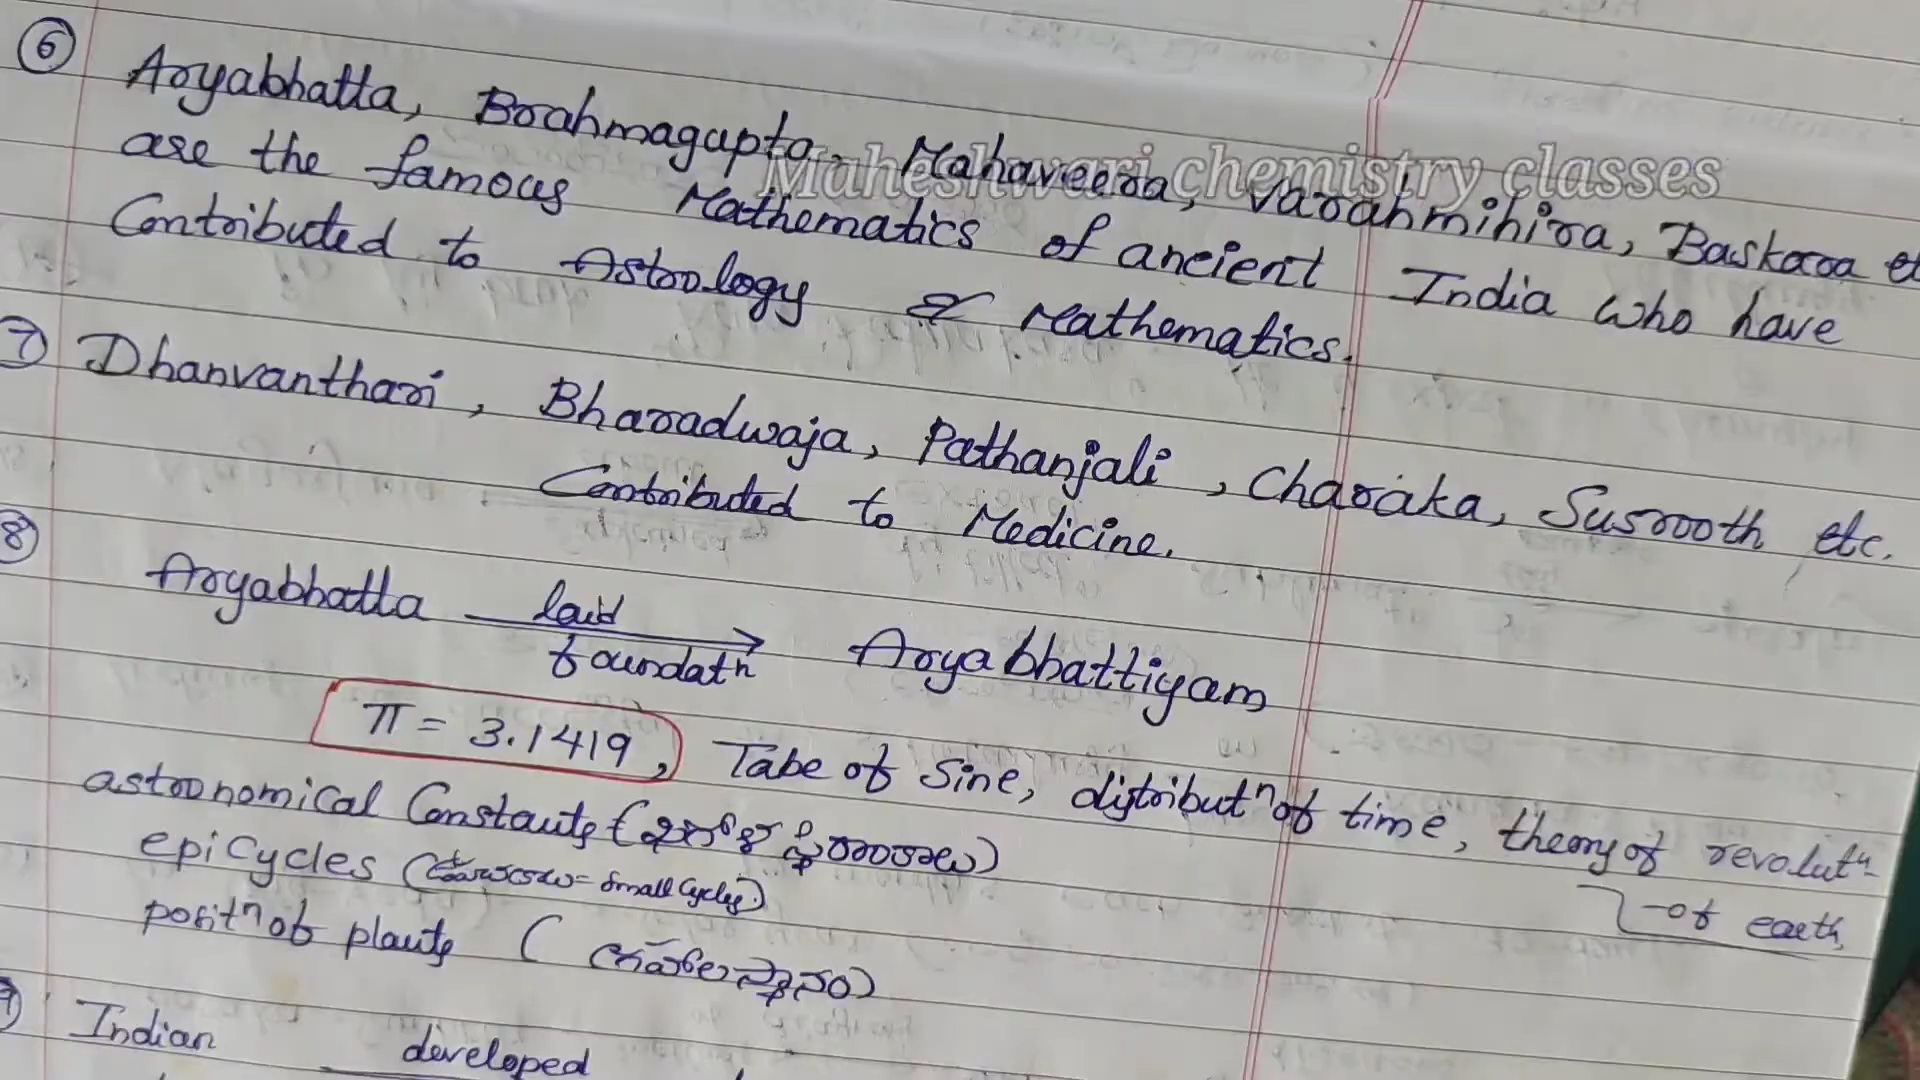 6 Aryabhatta, Brahmagupta, Mahaveera, Varahmihira, Baskara et
are the famous Mathematics of ancient India who have
Contributed to Astrology & Mathematics.
7 Dhanvanthari, Bharadwaja, Pathanjali, Charaka, Susrooth etc.
Contributed to Medicine.
8 Aryabhatta laid foundatn Aryabhattiyam
π = 3.1419, Tabe of Sine, distributn of time, theory of revolutn
of earth,
astronomical Constants (
epicycles ( = Small Cycles)
positn of planets (
9 Indian developed
Maheshwari chemistry classes